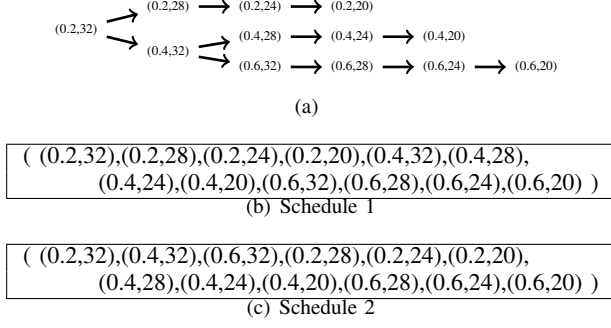 (0.2,28) (0.2,24) (0.2,20)
(0.2,32)
(0.4,28) (0.4,24) (0.4,20)
(0.4,32)
(0.6,32) (0.6,28) (0.6,24) (0.6,20)
(a)
( (0.2,32),(0.2,28),(0.2,24),(0.2,20),(0.4,32),(0.4,28),
(0.4,24),(0.4,20),(0.6,32),(0.6,28),(0.6,24),(0.6,20) )
(b) Schedule 1
( (0.2,32),(0.4,32),(0.6,32),(0.2,28),(0.2,24),(0.2,20),
(0.4,28),(0.4,24),(0.4,20),(0.6,28),(0.6,24),(0.6,20) )
(c) Schedule 2